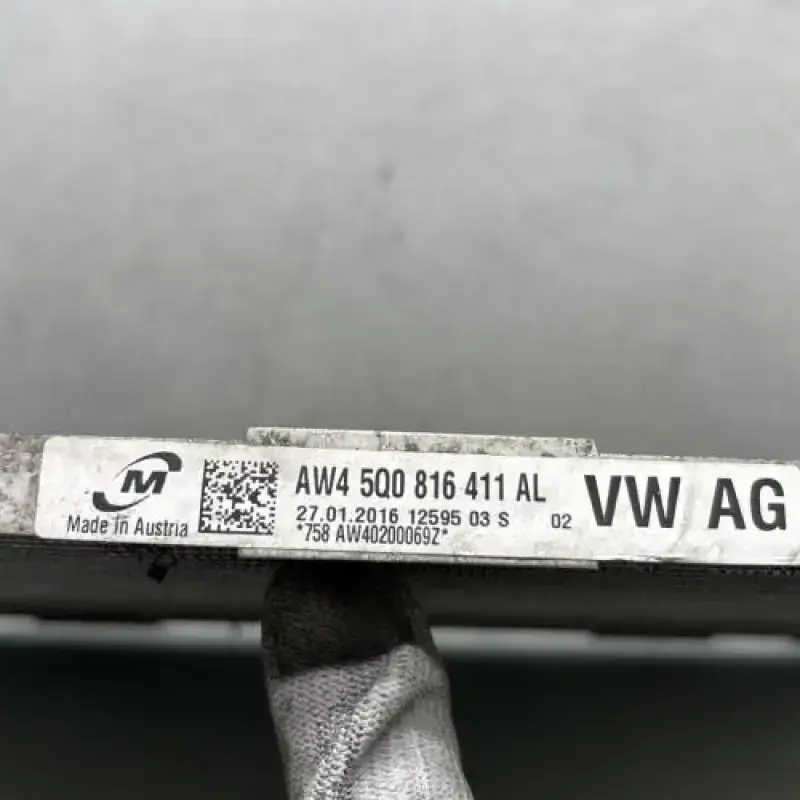 M
Made in Austria
AW4 5Q0 816 411 AL
27.01.2016 12595 03 S 02
*758 AW40200069Z*
VW AG